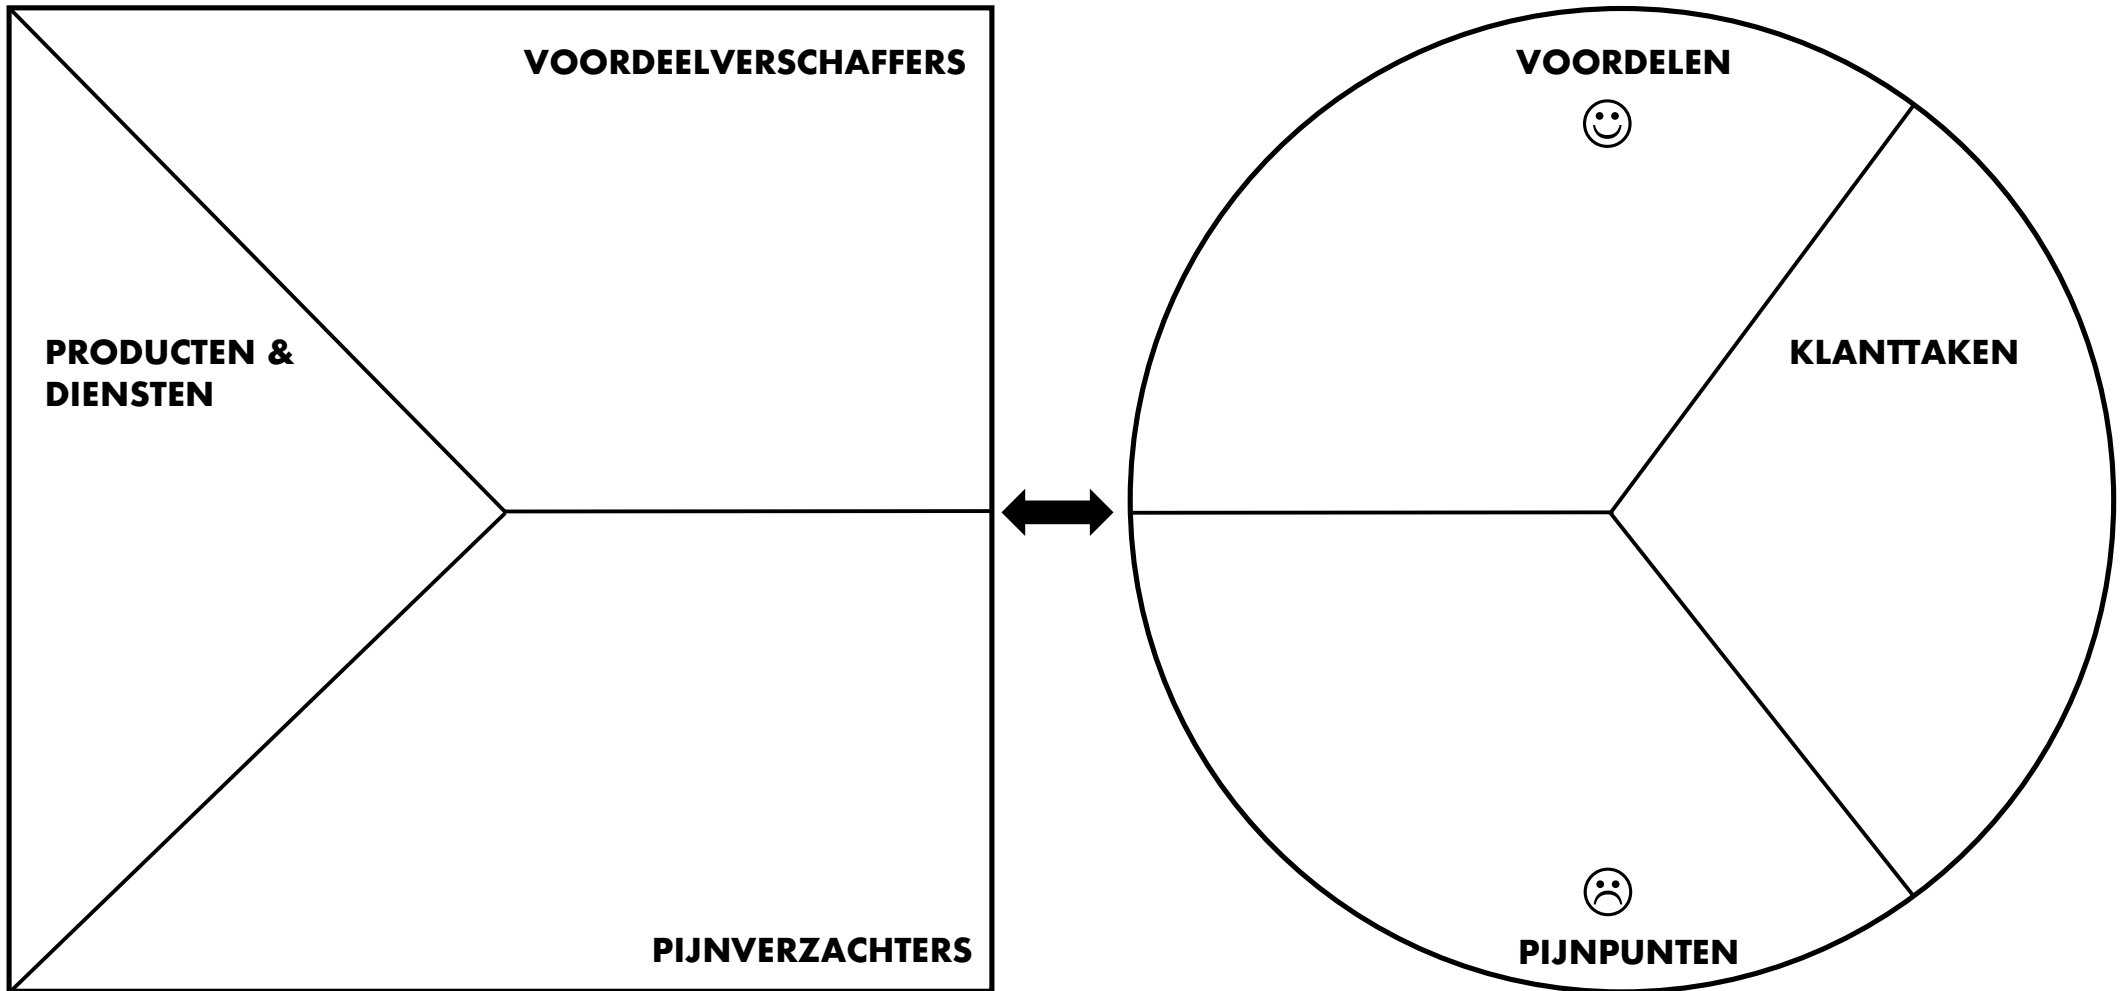 VOORDEELVERSCHAFFERS
PRODUCTEN &
DIENSTEN
PIJNVERZACHTERS
VOORDELEN
KLANTTAKEN
PIJNPUNTEN